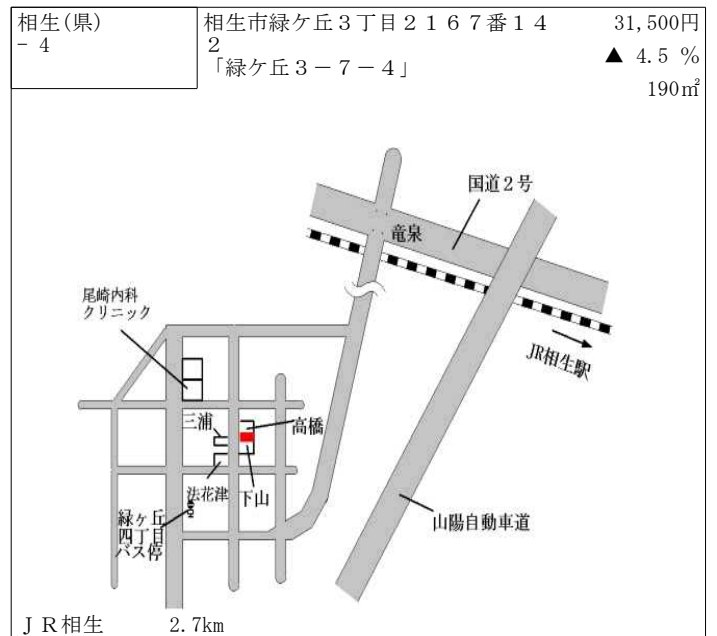 相生(県)
- 4
相生市緑ケ丘３丁目２１６７番１４
２
「緑ケ丘３－７－４」
31,500円
▲ 4.5 %
190㎡
国道２号
竜泉
尾崎内科
クリニック
JR相生駅
三浦
高橋
法花津
下山
緑ヶ丘
四丁目
バス停
山陽自動車道
ＪＲ相生 2.7km